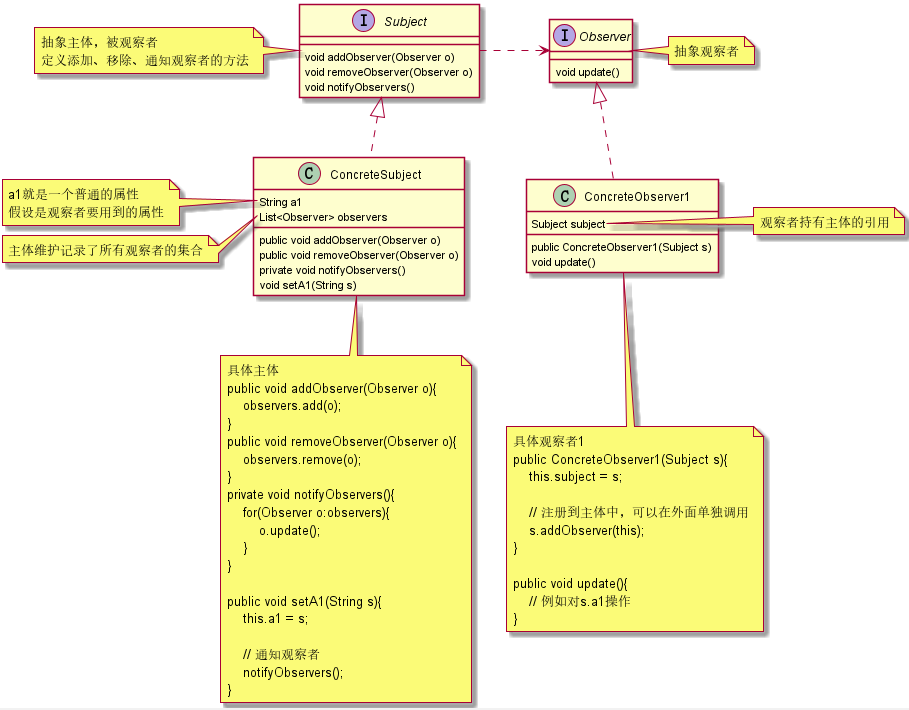 I Subject
void addObserver(Observer o)
void removeObserver(Observer o)
void notifyObservers()
抽象主体，被观察者
定义添加、移除、通知观察者的方法
I Observer
void update()
抽象观察者
C ConcreteSubject
String a1
List<Observer> observers
public void addObserver(Observer o)
public void removeObserver(Observer o)
private void notifyObservers()
void setA1(String s)
a1就是一个普通的属性
假设是观察者要用到的属性
主体维护记录了所有观察者的集合
C ConcreteObserver1
Subject subject
public ConcreteObserver1(Subject s)
void update()
观察者持有主体的引用
具体主体
public void addObserver(Observer o){
observers.add(o);
}
public void removeObserver(Observer o){
observers.remove(o);
}
private void notifyObservers(){
for(Observer o:observers){
o.update();
}
}
public void setA1(String s){
this.a1 = s;
// 通知观察者
notifyObservers();
}
具体观察者1
public ConcreteObserver1(Subject s){
this.subject = s;
// 注册到主体中，可以在外面单独调用
s.addObserver(this);
}
public void update(){
// 例如对s.a1操作
}